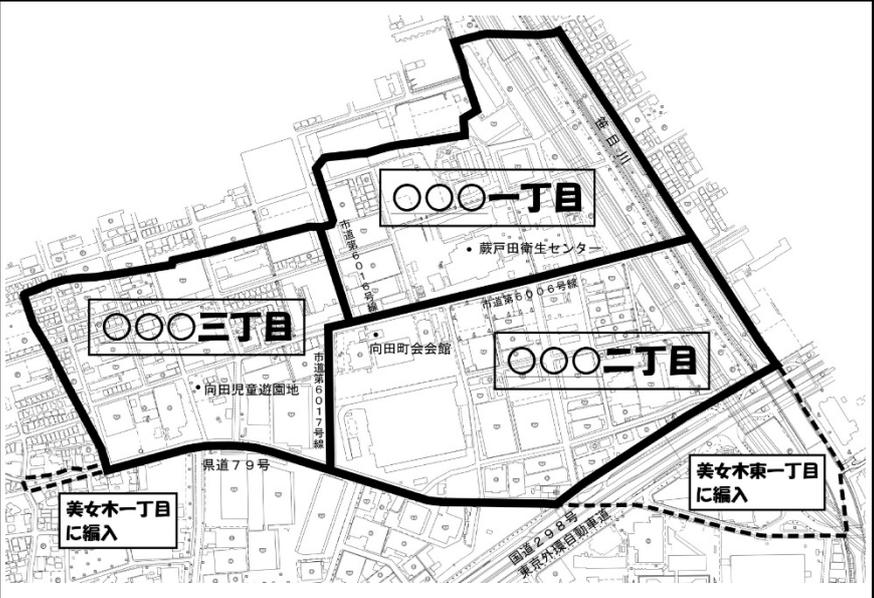 笹目川
○○○一丁目
市道第6016号線
蕨戸田衛生センター
市道第6006号線
○○○三丁目
向田町会会館
○○○二丁目
市道第6017号線
向田児童遊園地
県道79号
美女木東一丁目
に編入
美女木一丁目
に編入
国道298号
東京外環自動車道